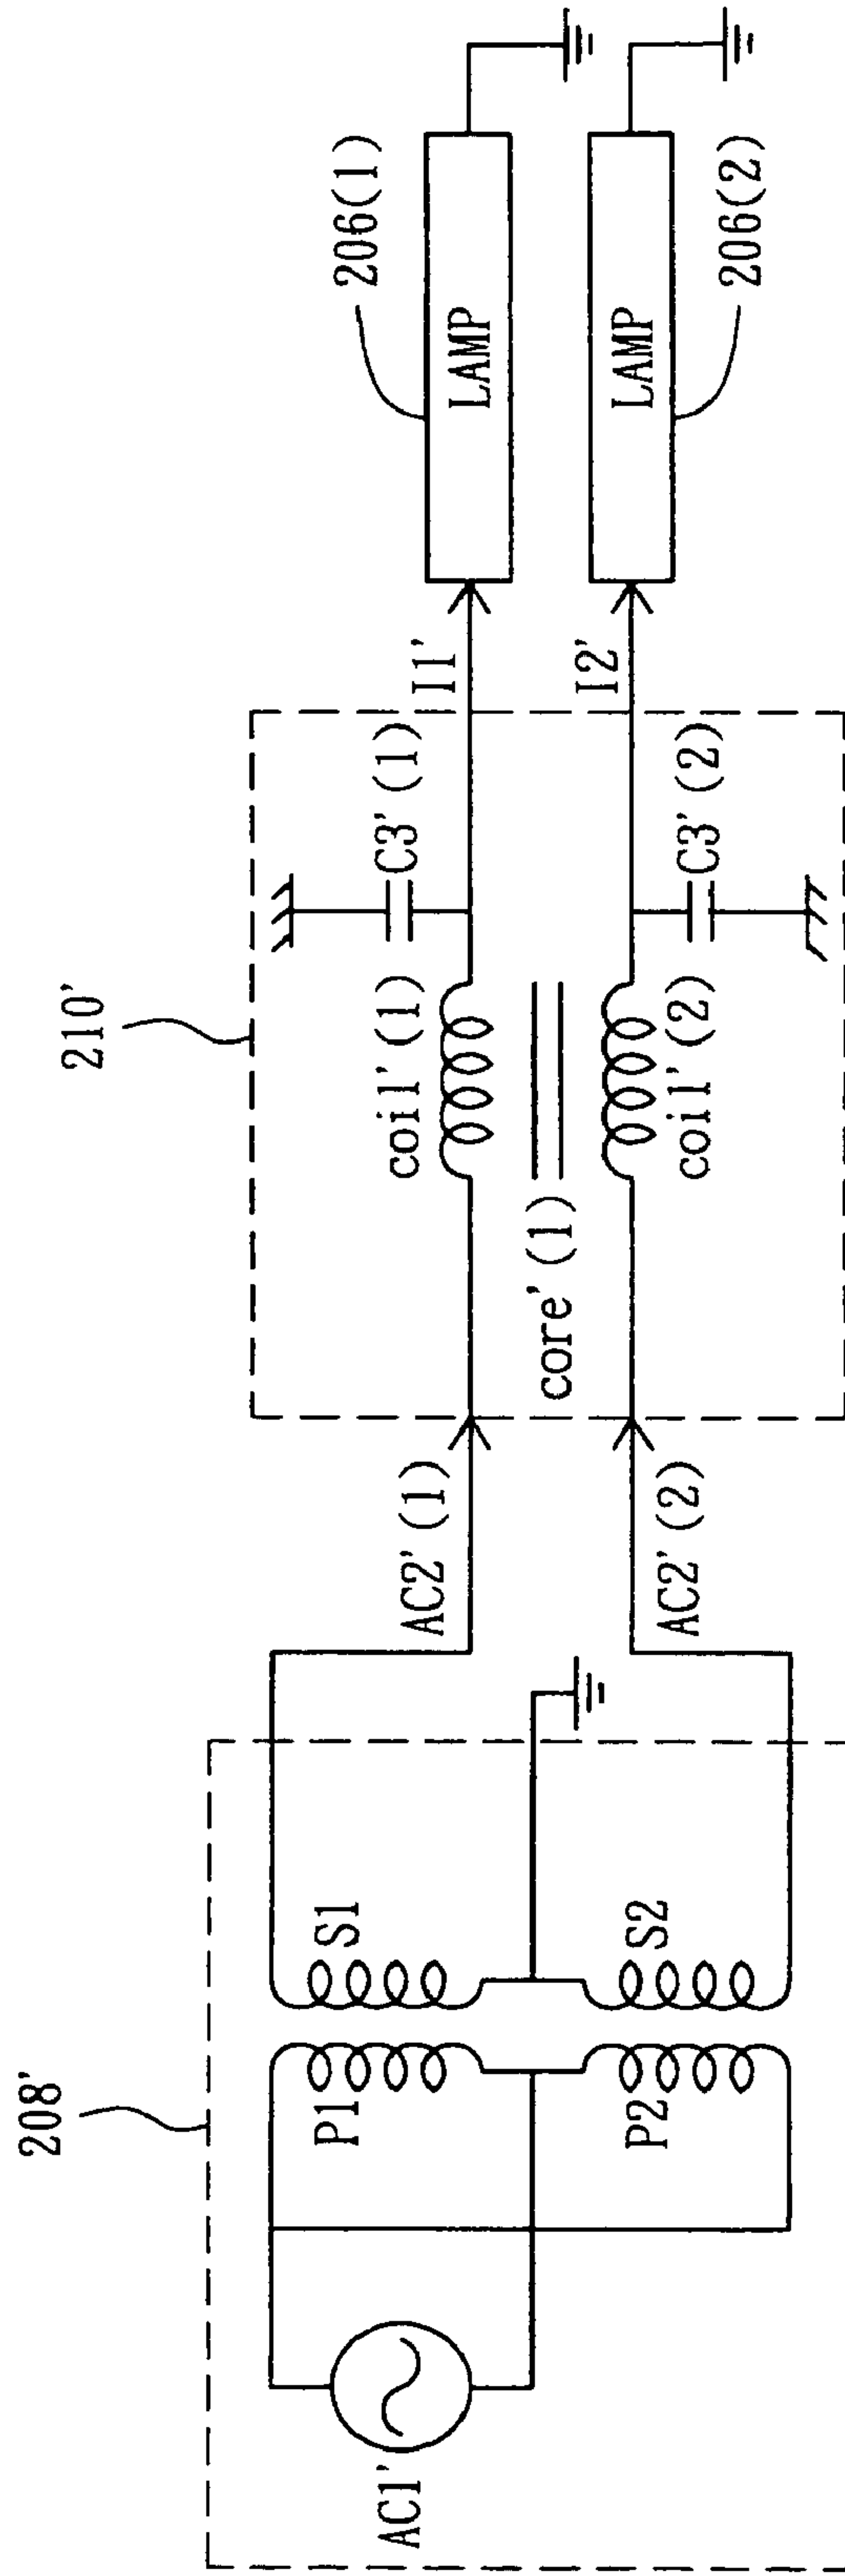 208'
AC1'
P1
S1
P2
S2
AC2'(1)
AC2'(2)
210'
coil'(1)
C3'(1)
core'(1)
coil'(2)
C3'(2)
I1'
I2'
LAMP
206(1)
LAMP
206(2)